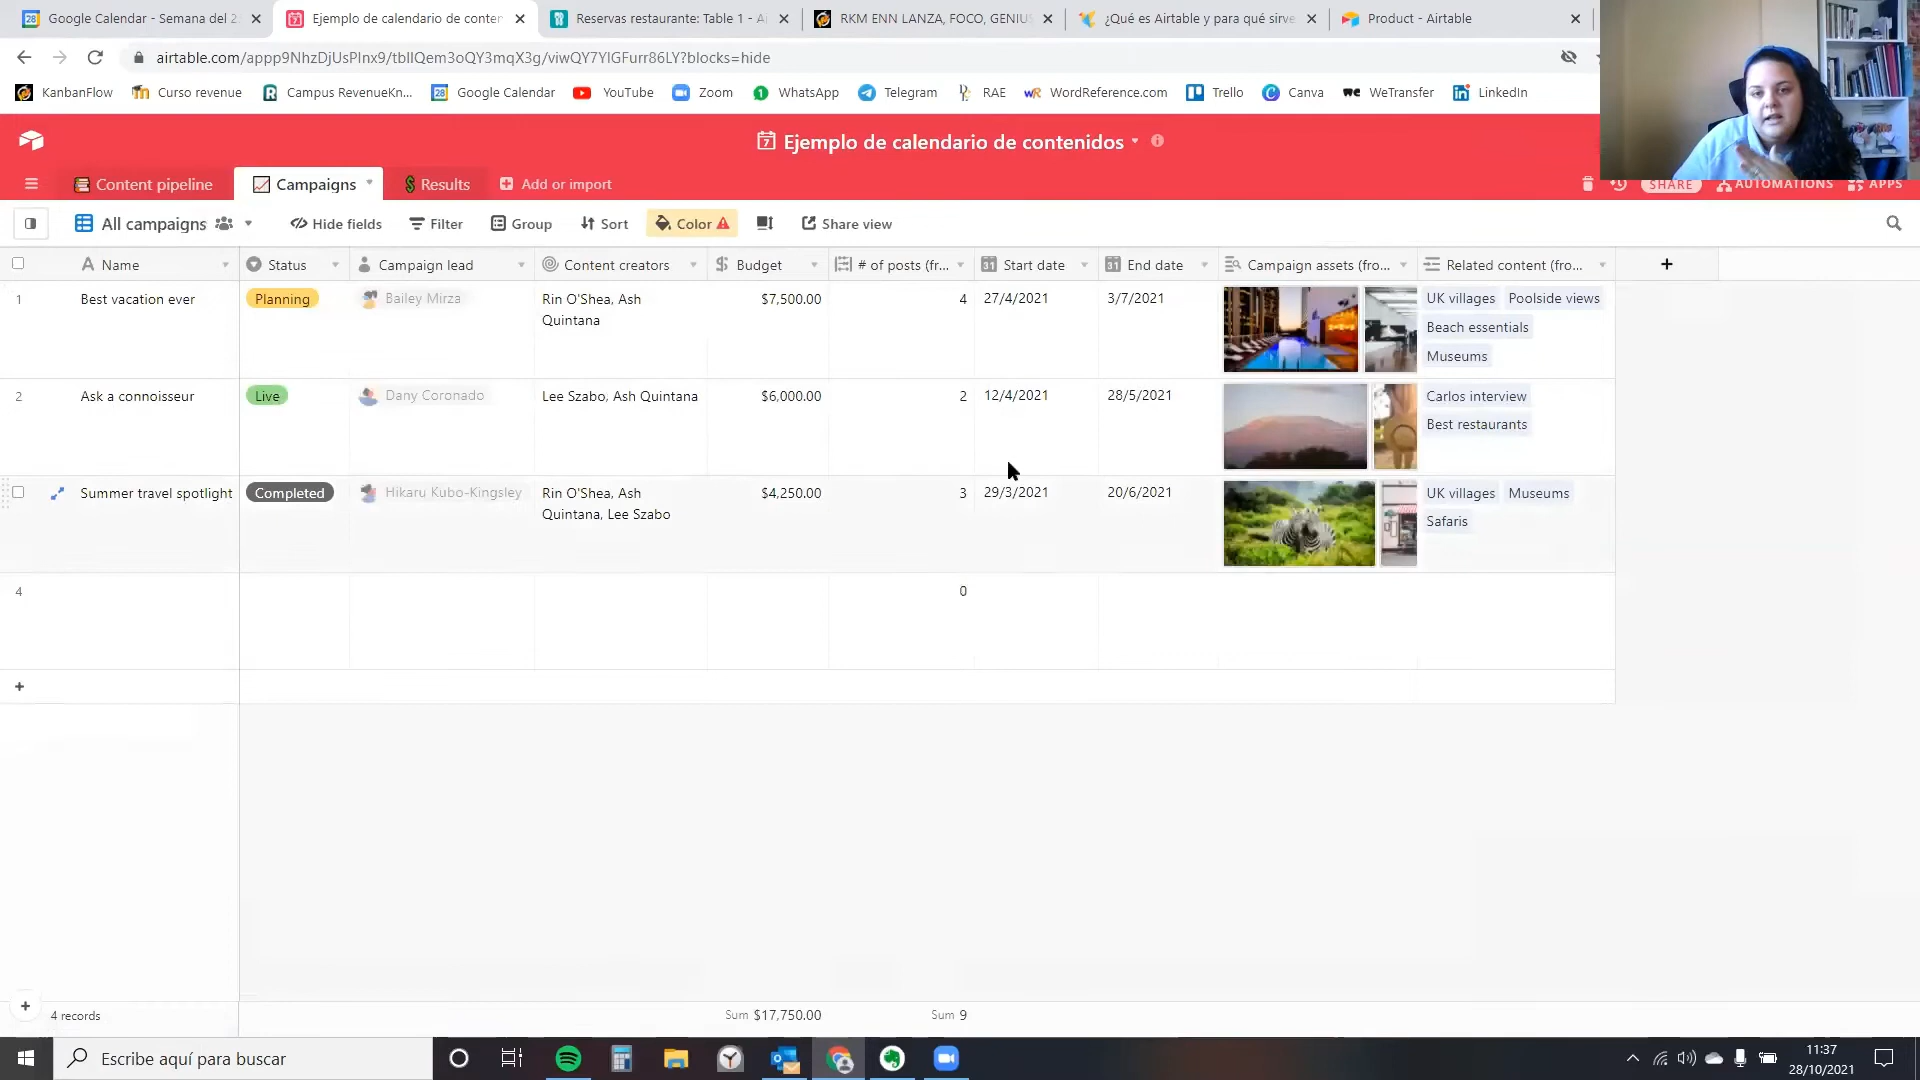 Google Calendar - Semana del 2
Ejemplo de calendario de conten
Reservas restaurante: Table 1 - Ai
RKM ENN LANZA, FOCO, GENIUS
¿Qué es Airtable y para qué sirve
Product - Airtable
KanbanFlow
Curso revenue
Campus RevenueKn...
Google Calendar
YouTube
Zoom
WhatsApp
Telegram
RAE
WordReference.com
Trello
Canva
WeTransfer
LinkedIn
Ejemplo de calendario de contenidos
Content pipeline
Campaigns
Results
Add or import
SHARE
AUTOMATIONS
APPS
All campaigns
Hide fields
Filter
Group
Sort
Color
Share view
Name
Status
Campaign lead
Content creators
Budget
# of posts (fr...
Start date
End date
Campaign assets (fro...
Related content (fro...
1
Best vacation ever
Planning
Bailey Mirza
Rin O'Shea, Ash
Quintana
$7,500.00
4
27/4/2021
3/7/2021
UK villages
Poolside views
Beach essentials
Museums
2
Ask a connoisseur
Live
Dany Coronado
Lee Szabo, Ash Quintana
$6,000.00
2
12/4/2021
28/5/2021
Carlos interview
Best restaurants
Summer travel spotlight
Completed
Hikaru Kubo-Kingsley
Rin O'Shea, Ash
Quintana, Lee Szabo
$4,250.00
3
29/3/2021
20/6/2021
UK villages
Museums
Safaris
4
0
4 records
Sum $17,750.00
Sum 9
Escribe aquí para buscar
11:37
28/10/2021